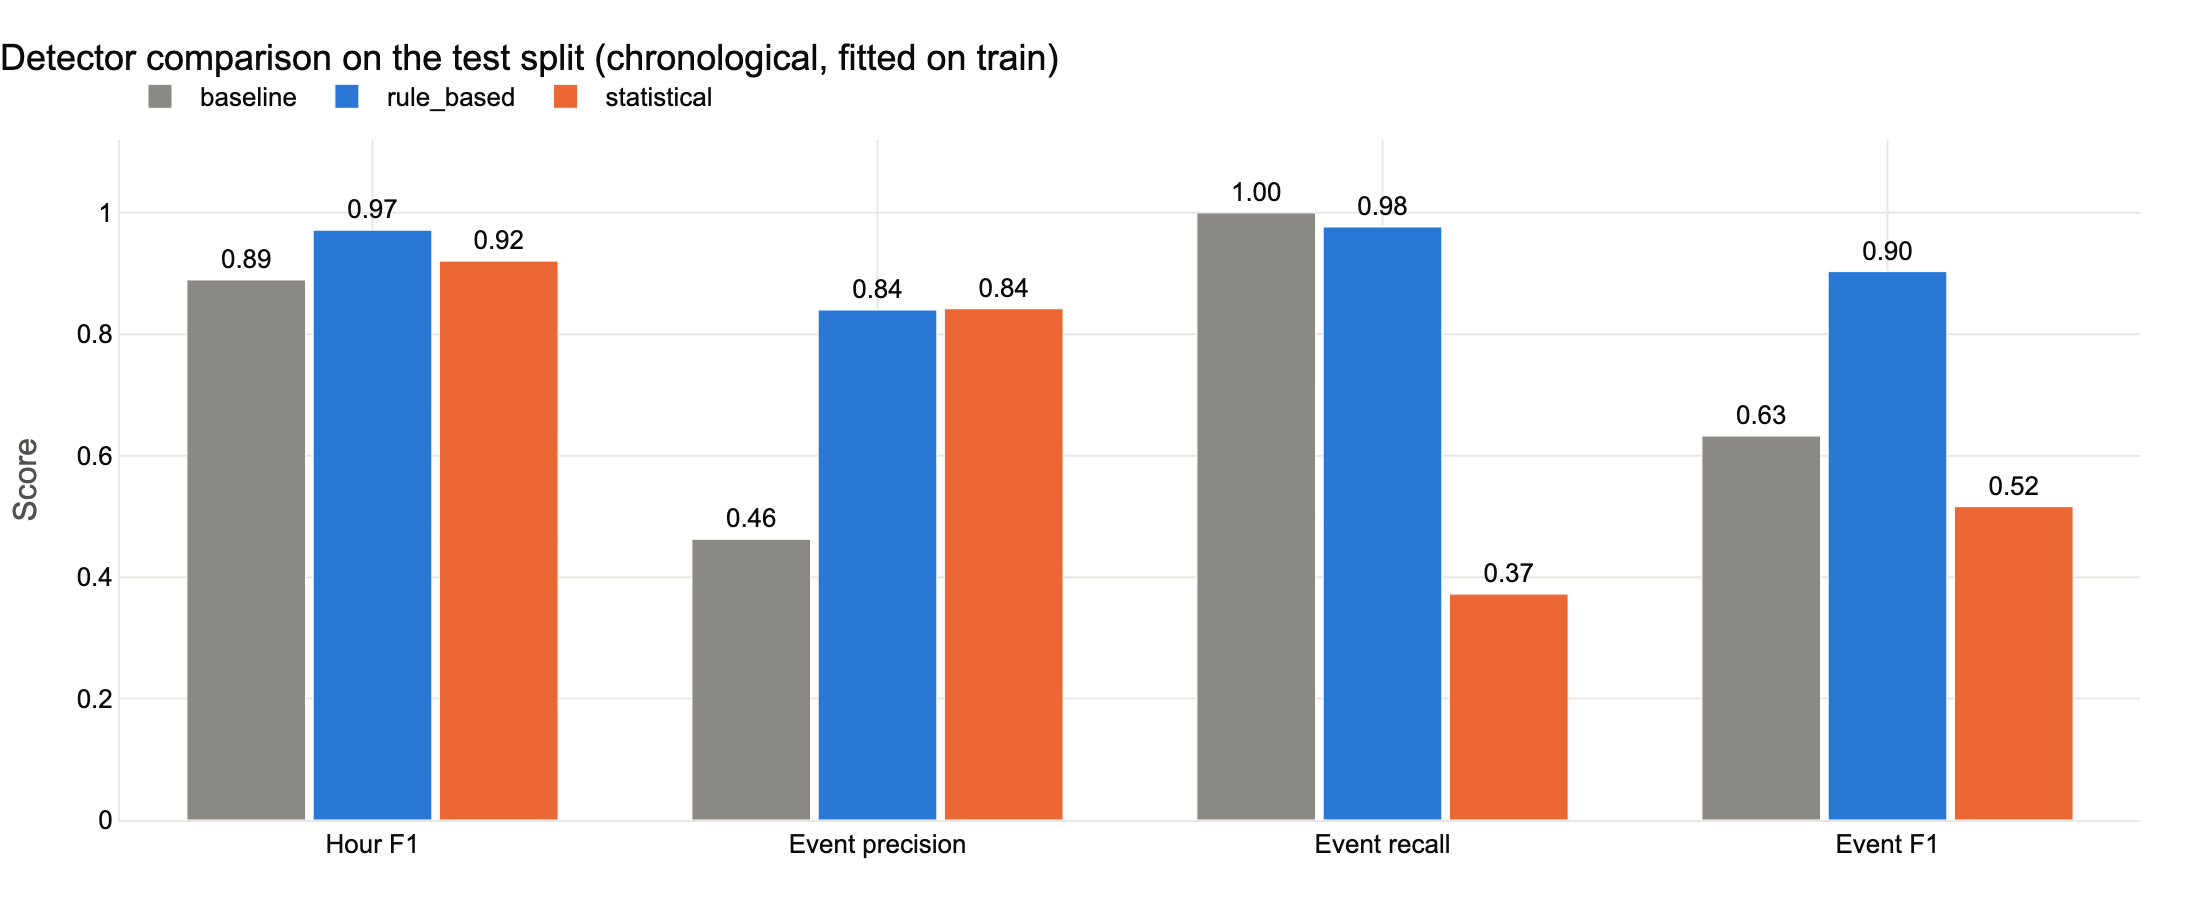 Detector comparison on the test split (chronological, fitted on train)
baseline rule_based statistical
Score
1
0.8
0.6
0.4
0.2
0
0.89 0.97 0.92
0.46 0.84 0.84
1.00 0.98 0.37
0.63 0.90 0.52
Hour F1 Event precision Event recall Event F1